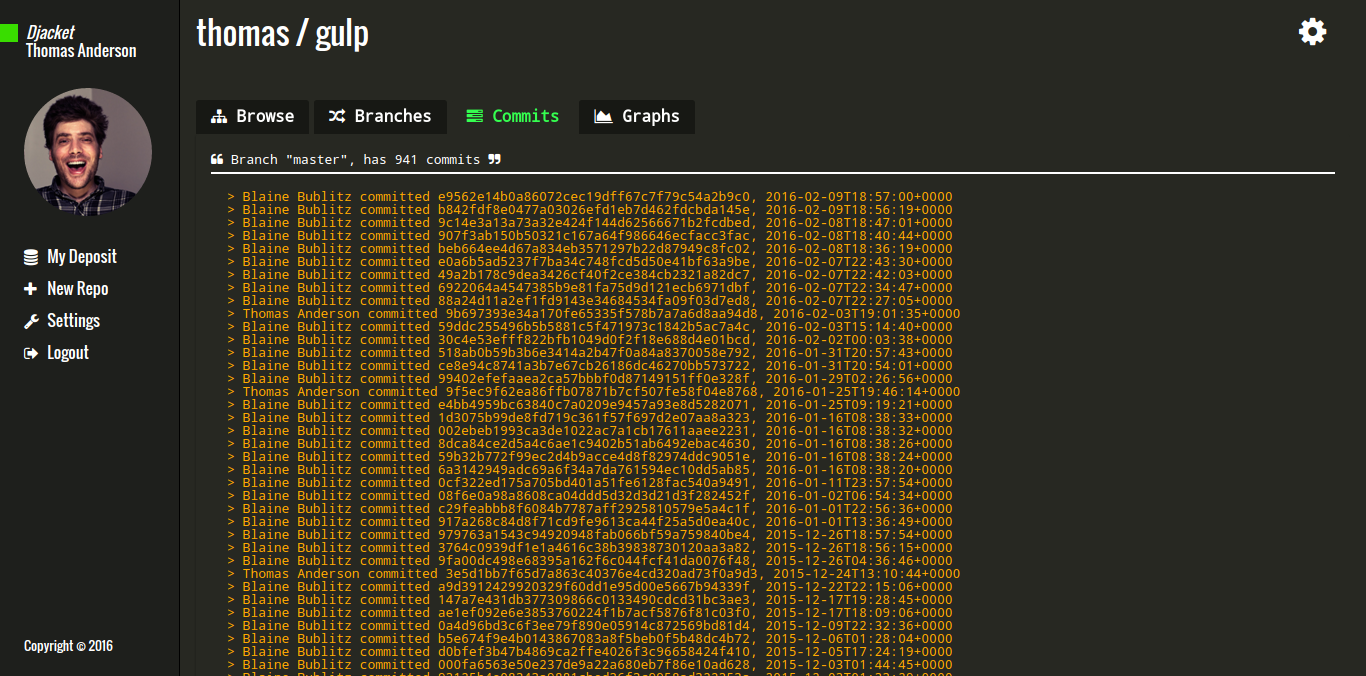 Djacket
Thomas Anderson
My Deposit
New Repo
Settings
Logout
Copyright © 2016
thomas / gulp
Browse
Branches
Commits
Graphs
Branch "master", has 941 commits
> Blaine Bublitz committed e9562e14b0a86072cec19dff67c7f79c54a2b9c0, 2016-02-09T18:57:00+0000
> Blaine Bublitz committed b842fdf8e0477a03026efd1eb7d462fdcbda145e, 2016-02-09T18:56:19+0000
> Blaine Bublitz committed 9c14e3a13a73a32e424f144d62566671b2fcdbed, 2016-02-08T18:47:01+0000
> Blaine Bublitz committed 907f3ab150b50321c167a64f986646ecfacc3fac, 2016-02-08T18:40:44+0000
> Blaine Bublitz committed beb664ee4d67a834eb3571297b22d87949c8fc02, 2016-02-08T18:36:19+0000
> Blaine Bublitz committed e0a6b5ad5237f7ba34c748fcd5d50e41bf63a9be, 2016-02-07T22:43:30+0000
> Blaine Bublitz committed 49a2b178c9dea3426cf40f2ce384cb2321a82dc7, 2016-02-07T22:42:03+0000
> Blaine Bublitz committed 6922064a4547385b9e81fa75d9d121ecb6971dbf, 2016-02-07T22:34:47+0000
> Blaine Bublitz committed 88a24d11a2ef1fd9143e34684534fa09f03d7ed8, 2016-02-07T22:27:05+0000
> Thomas Anderson committed 9b697393e34a170fe65335f578b7a7a6d8aa94d8, 2016-02-03T19:01:35+0000
> Blaine Bublitz committed 59ddc255496b5b5881c5f471973c1842b5ac7a4c, 2016-02-03T15:14:40+0000
> Blaine Bublitz committed 30c4e53efff822bfb1049d0f2f18e688d4e01bcd, 2016-02-02T00:03:38+0000
> Blaine Bublitz committed 518ab0b59b3b6e3414a2b47f0a84a8370058e792, 2016-01-31T20:57:43+0000
> Blaine Bublitz committed ce8e94c8741a3b7e67cb26186dc46270bb573722, 2016-01-31T20:54:01+0000
> Blaine Bublitz committed 99402efefaaea2ca57bbbf0d87149151ff0e328f, 2016-01-29T02:26:56+0000
> Thomas Anderson committed 9f5ec9f62ea86ffb07871b7cf507fe58f04e8768, 2016-01-25T19:46:14+0000
> Blaine Bublitz committed e4bb4959bc63840c7a0209e9457a93e8d5282071, 2016-01-25T09:19:21+0000
> Blaine Bublitz committed 1d3075b99de8fd719c361f57f697d2e07aa8a323, 2016-01-16T08:38:33+0000
> Blaine Bublitz committed 002ebeb1993ca3de1022ac7a1cb17611aaee2231, 2016-01-16T08:38:32+0000
> Blaine Bublitz committed 8dca84ce2d5a4c6ae1c9402b51ab6492ebac4630, 2016-01-16T08:38:26+0000
> Blaine Bublitz committed 59b32b772f99ec2d4b9acce4d8f82974ddc9051e, 2016-01-16T08:38:24+0000
> Blaine Bublitz committed 6a3142949adc69a6f34a7da761594ec10dd5ab85, 2016-01-16T08:38:20+0000
> Blaine Bublitz committed 0cf322ed175a705bd401a51fe6128fac540a9491, 2016-01-11T23:57:54+0000
> Blaine Bublitz committed 08f6e0a98a8608ca04ddd5d32d3d21d3f282452f, 2016-01-02T06:54:34+0000
> Blaine Bublitz committed c29feabbb8f6084b7787aff2925810579e5a4c1f, 2016-01-01T22:56:36+0000
> Blaine Bublitz committed 917a268c84d8f71cd9fe9613ca44f25a5d0ea40c, 2016-01-01T13:36:49+0000
> Blaine Bublitz committed 979763a1543c94920948fab066bf59a759840be4, 2015-12-26T18:57:54+0000
> Blaine Bublitz committed 3764c0939df1e1a4616c38b39838730120aa3a82, 2015-12-26T18:56:15+0000
> Blaine Bublitz committed 9fa00dc498e68395a162f6c044fcf41da0076f48, 2015-12-26T04:36:46+0000
> Thomas Anderson committed 3e5d1bb7f65d7a863c40376e4cd320ad73f0a9d3, 2015-12-24T13:10:44+0000
> Blaine Bublitz committed a9d3912429920329f60dd1e95d00e5667b94339f, 2015-12-22T22:15:06+0000
> Blaine Bublitz committed 147a7e431db377309866c0133490cdcd31bc3ae3, 2015-12-17T19:28:45+0000
> Blaine Bublitz committed ae1ef092e6e3853760224f1b7acf5876f81c03f0, 2015-12-17T18:09:06+0000
> Blaine Bublitz committed 0a4d96bd3c6f3ee79f890e05914c872569bd81d4, 2015-12-09T22:32:36+0000
> Blaine Bublitz committed b5e674f9e4b0143867083a8f5beb0f5b48dc4b72, 2015-12-06T01:28:04+0000
> Blaine Bublitz committed d0bfef3b47b4869ca2ffe4026f3c96658424f410, 2015-12-05T17:24:19+0000
> Blaine Bublitz committed 000fa6563e50e237de9a22a680eb7f86e10ad628, 2015-12-03T01:44:45+0000
> Blaine Bublitz committed